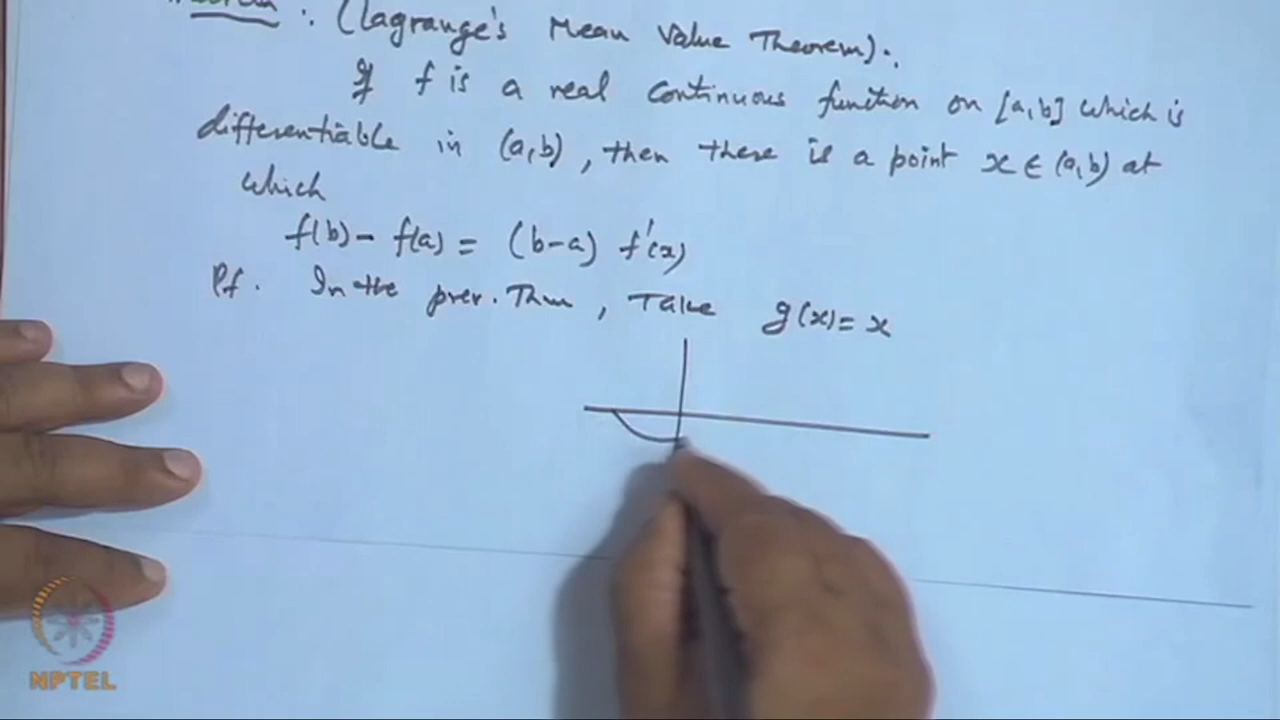 : (Lagrange's Mean Value Theorem).
If f is a real continuous function on [a,b] which is
differentiable in (a,b), then there is a point x ∈ (a,b) at
which
f(b) - f(a) = (b-a) f'(x)
Pf. In the prev. Thm, Take g(x) = x
NPTEL